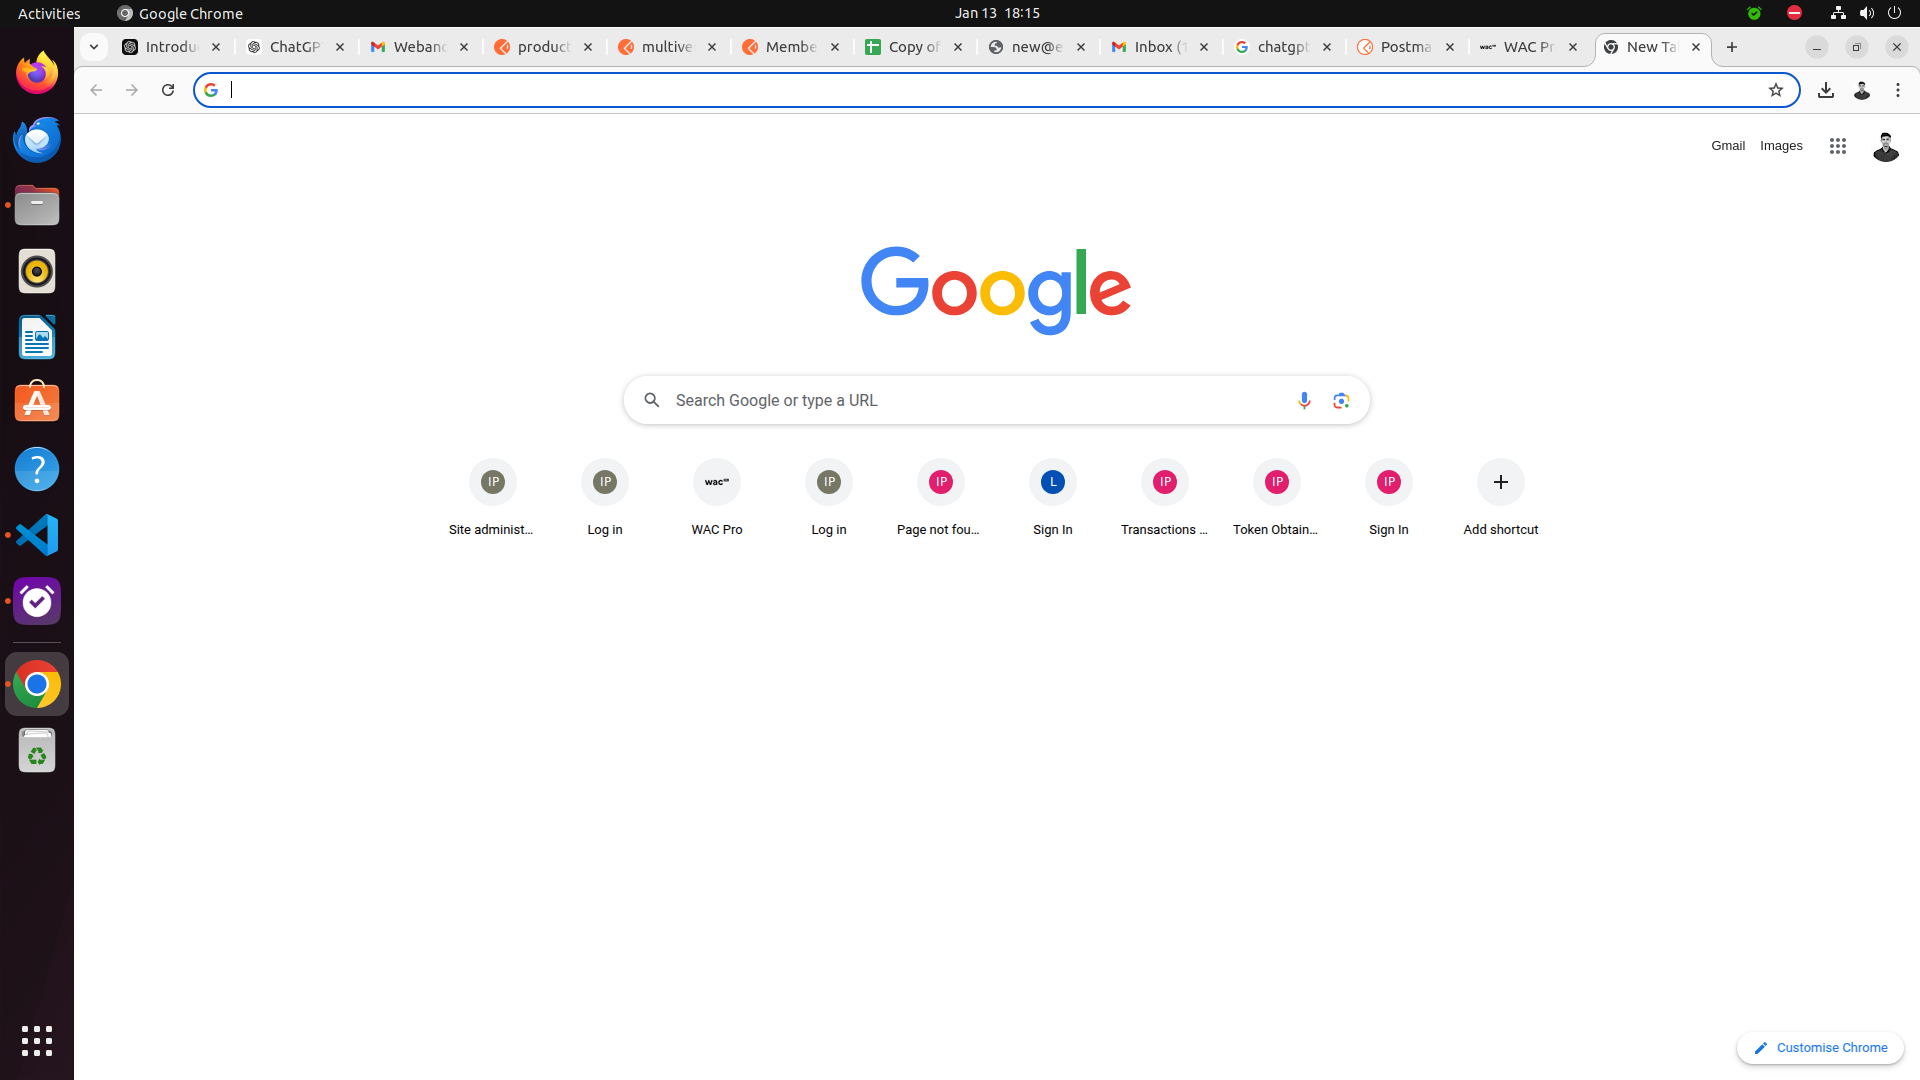 Activities
Google Chrome
Jan 13 18:15
Introdu
ChatGP
Weband
product
multive
Membe
Copy of
new@e
Inbox (1
chatgpt
Postma
WAC Pr
New Ta
Gmail
Images
Google
Search Google or type a URL
IP
IP
wac
IP
IP
L
IP
IP
IP
Site administ...
Log in
WAC Pro
Log in
Page not fou...
Sign In
Transactions ...
Token Obtain...
Sign In
Add shortcut
Customise Chrome